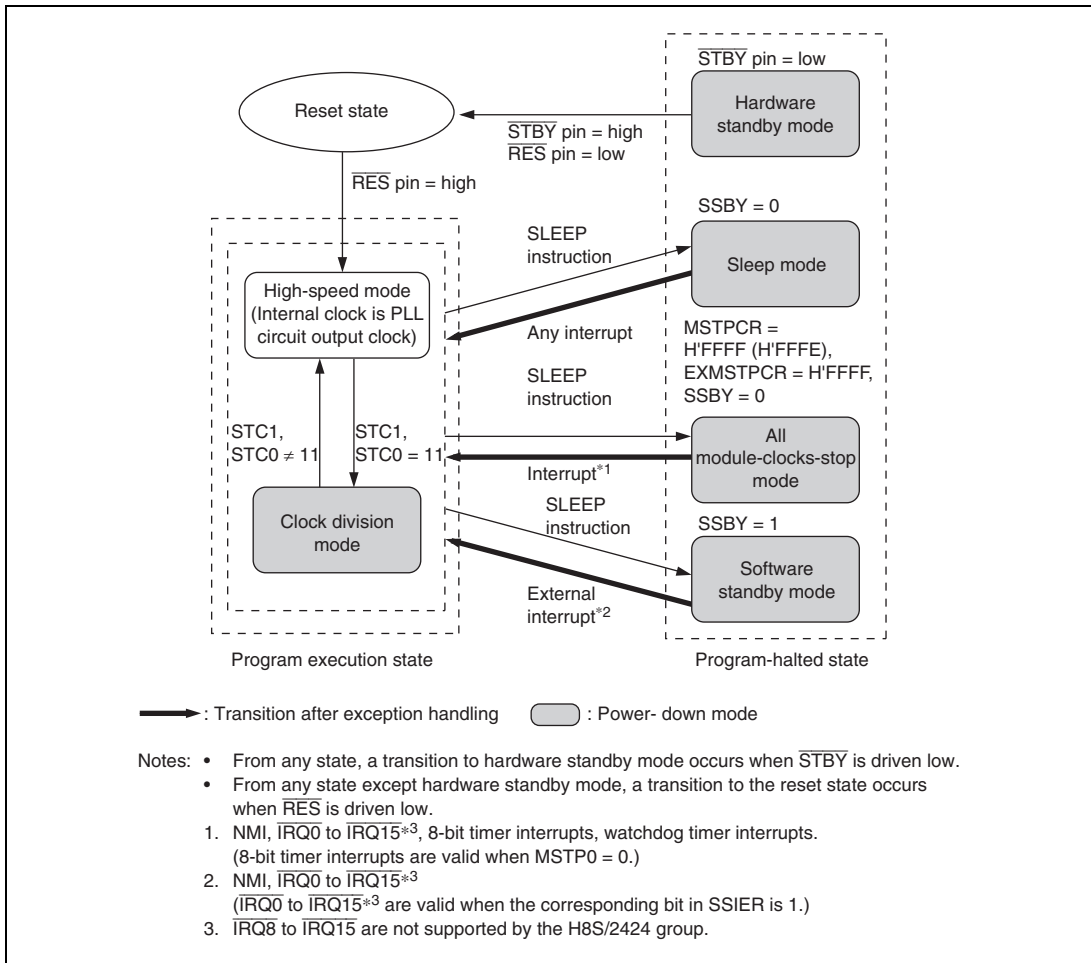 STBY pin = low
Reset state
Hardware
standby mode
STBY pin = high
RES pin = low
RES pin = high
SSBY = 0
SLEEP
instruction
Sleep mode
High-speed mode
(Internal clock is PLL
circuit output clock)
Any interrupt
MSTPCR =
H'FFFF (H'FFFE),
EXMSTPCR = H'FFFF,
SSBY = 0
SLEEP
instruction
STC1,
STC0 ≠ 11
STC1,
STC0 = 11
All
module-clocks-stop
mode
Interrupt*1
SLEEP
instruction
SSBY = 1
Clock division
mode
Software
standby mode
External
interrupt*2
Program execution state
Program-halted state
: Transition after exception handling
: Power- down mode
Notes: • From any state, a transition to hardware standby mode occurs when STBY is driven low.
• From any state except hardware standby mode, a transition to the reset state occurs
when RES is driven low.
1. NMI, IRQ0 to IRQ15*3, 8-bit timer interrupts, watchdog timer interrupts.
(8-bit timer interrupts are valid when MSTP0 = 0.)
2. NMI, IRQ0 to IRQ15*3
(IRQ0 to IRQ15*3 are valid when the corresponding bit in SSIER is 1.)
3. IRQ8 to IRQ15 are not supported by the H8S/2424 group.